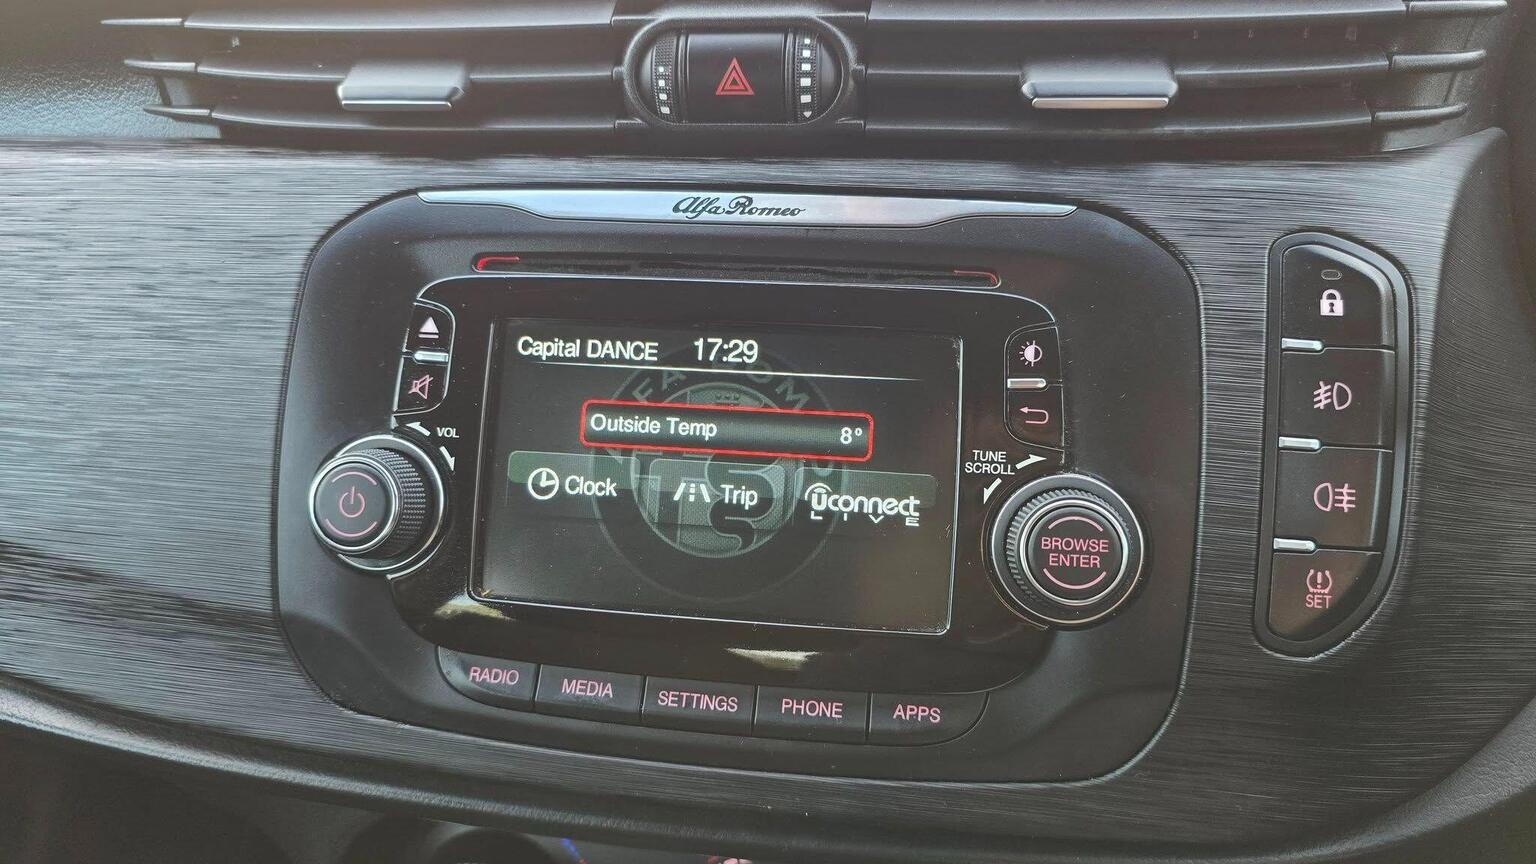 Alfa Romeo
Capital DANCE 17:29
Outside Temp 8°
Clock Trip Uconnect
LIVE
VOL
TUNE
SCROLL
BROWSE
ENTER
SET
RADIO MEDIA SETTINGS PHONE APPS